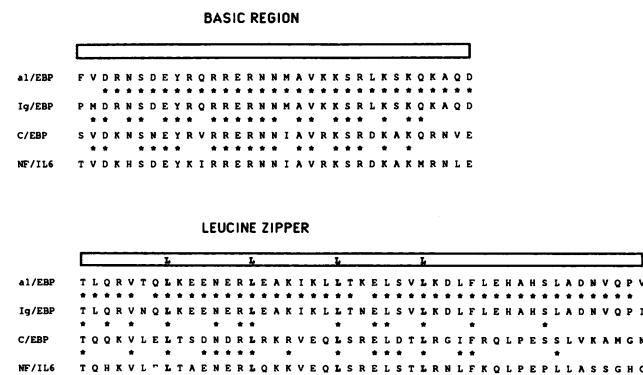 BASIC REGION
a1/EBP F V D R N S D E Y R Q R R E R N N M A V K K S R L K S K Q K A Q D
* * * * * * * * * * * * * * * * * * * * * * * * * * * * *
Ig/EBP P M D R N S D E Y R Q R R E R N N M A V K K S R L K S K Q K A Q D
* * * * * * * * * * * * * * * * * * *
C/EBP S V D K N S N E Y R V R R E R N N I A V R K S R D K A K Q R N V E
* * * * * * * * * * * * * * * * * * * *
NF/IL6 T V D K H S D E Y K I R R E R N N I A V R K S R D K A K M R N L E
LEUCINE ZIPPER
L L L L
a1/EBP T L Q R V T Q L K E E N E R L E A K I K L L T K E L S V L K D L F L E H A H S L A D N V Q P V
* * * * * * * * * * * * * * * * * * * * * * * * * * * * * * * * * * * * * * * * * * * *
Ig/EBP T L Q R V N Q L K E E N E R L E A K I K L L T N E L S V L K D L F L E H A H S L A D N V Q P I
* * * * * * * * * * * * *
C/EBP T Q Q K V L E L T S D N D R L R K R V E Q L S R E L D T L R G I F R Q L P E S S L V K A M G N
* * * * * * * * * * * * * * * * * * * *
NF/IL6 T Q H K V L L T A E N E R L Q K K V E Q L S R E L S T L R N L F K Q L P E P L L A S S G H